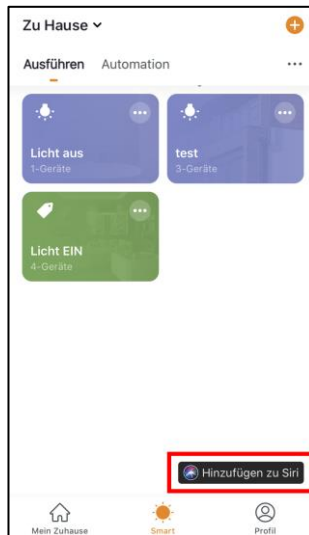 Zu Hause
Ausführen Automation
Licht aus
1-Geräte
test
3-Geräte
Licht EIN
4-Geräte
Hinzufügen zu Siri
Mein Zuhause Smart Profil